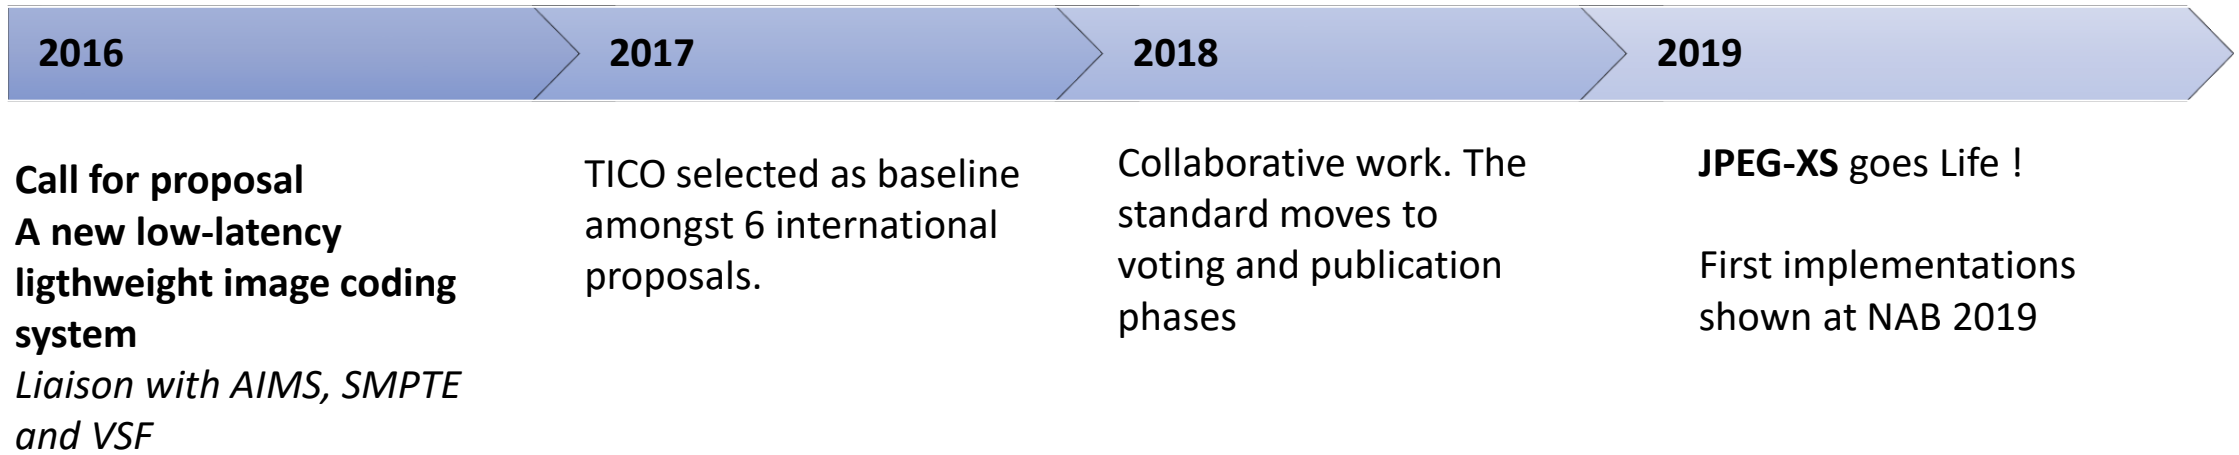 2016
2017
2018
2019
Call for proposal
A new low-latency
ligthweight image coding
system
Liaison with AIMS, SMPTE
and VSF
TICO selected as baseline
amongst 6 international
proposals.
Collaborative work. The
standard moves to
voting and publication
phases
JPEG-XS goes Life !
First implementations
shown at NAB 2019